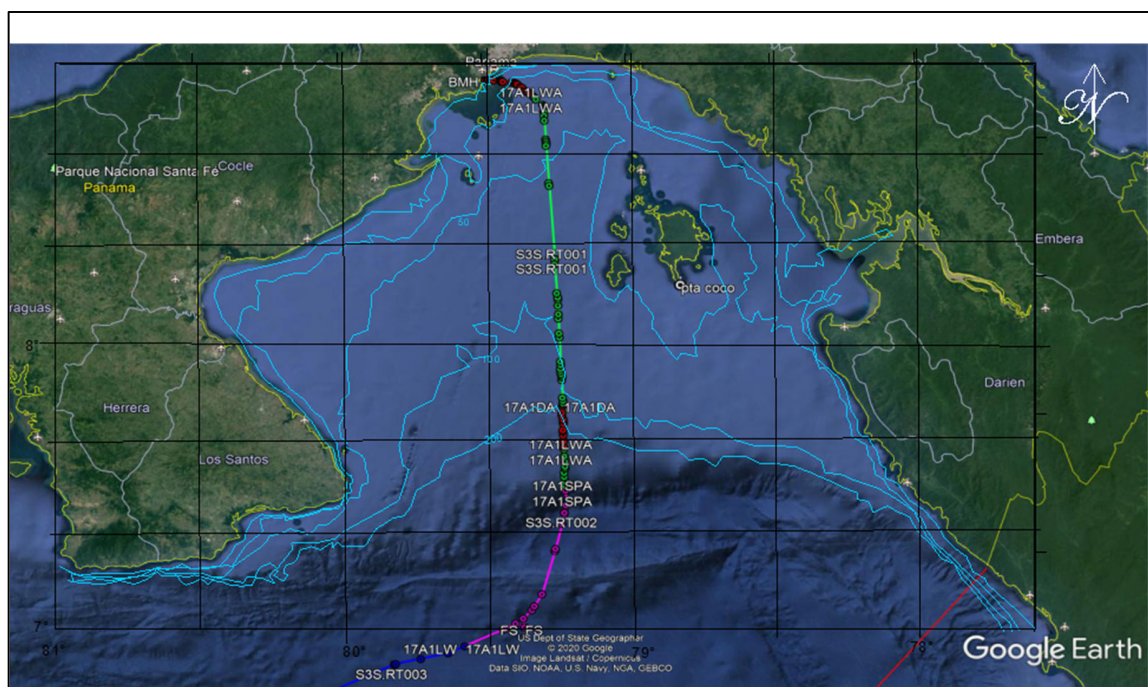 Panama
BMH
17A1LWA
17A1LWA
N
Parque Nacional Santa Fé
Cocle
Panama
50
S3S.RT001
S3S.RT001
Embera
pta coco
raguas
8°
100
Darien
Herrera
17A1DA 17A1DA
200
17A1LWA
17A1LWA
Los Santos
17A1SPA
17A1SPA
S3S.RT002
7°
FS FS
81° 80° 79° 78°
US Dept of State Geographer
© 2020 Google
Image Landsat / Copernicus
Data SIO, NOAA, U.S. Navy, NGA, GEBCO
Google Earth
17A1LW 17A1LW
S3S.RT003